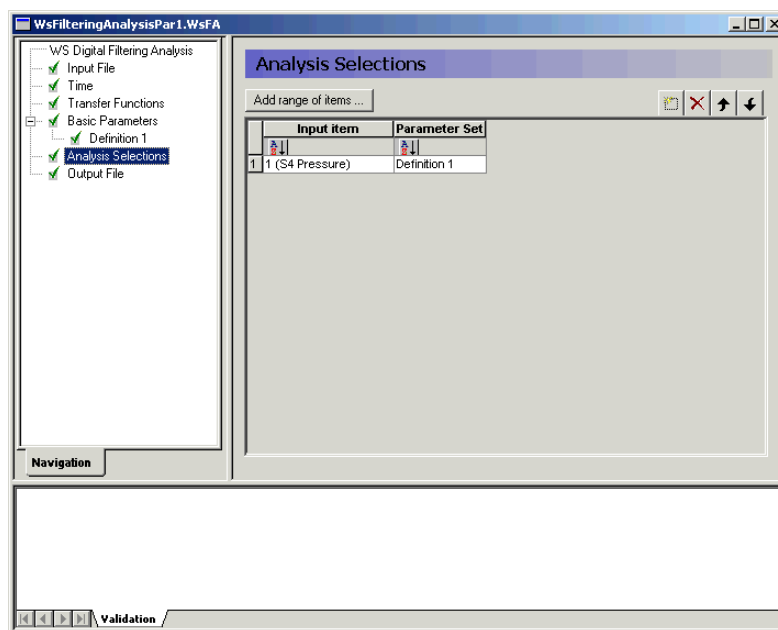 WsFilteringAnalysisPar1.WsFA
WS Digital Filtering Analysis
Input File
Time
Transfer Functions
Basic Parameters
Definition 1
Analysis Selections
Output File
Navigation
Analysis Selections
Add range of items ...
Input item Parameter Set
1 1 (S4 Pressure) Definition 1
Validation